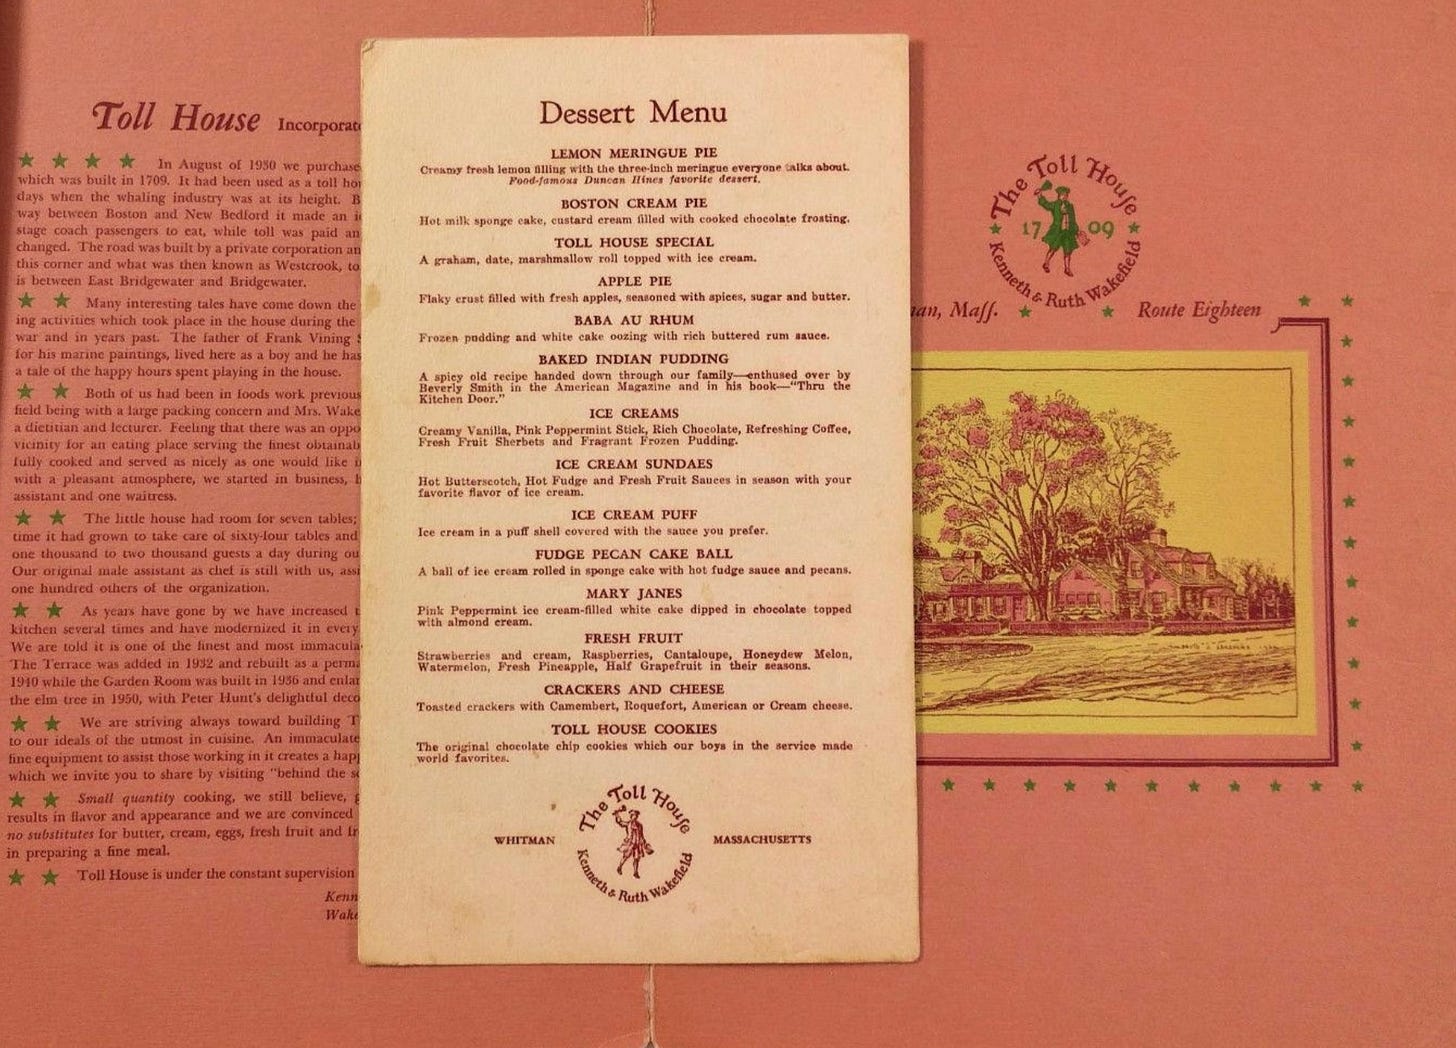 Toll House Incorporat
In August of 1930 we purchase
which was built in 1709. It had been used as a toll hou
days when the whaling industry was at its height. B
way between Boston and New Bedford it made an i
stage coach passengers to eat, while toll was paid an
changed. The road was built by a private corporation an
this corner and what was then known as Westcrook, to
is between East Bridgewater and Bridgewater.
Many interesting tales have come down the
ing activities which took place in the house during the
war and in years past. The father of Frank Vining S
for his marine paintings, lived here as a boy and he has
a tale of the happy hours spent playing in the house.
Both of us had been in foods work previous
field being with a large packing concern and Mrs. Wake
a dietitian and lecturer. Feeling that there was an oppo
vicinity for an eating place serving the finest obtainab
fully cooked and served as nicely as one would like i
with a pleasant atmosphere, we started in business, h
assistant and one waitress.
The little house had room for seven tables;
time it had grown to take care of sixty-four tables and
one thousand to two thousand guests a day during ou
Our original male assistant as chef is still with us, assi
one hundred others of the organization.
As years have gone by we have increased t
kitchen several times and have modernized it in every
We are told it is one of the finest and most immacula
The Terrace was added in 1932 and rebuilt as a perma
1940 while the Garden Room was built in 1936 and enlar
the elm tree in 1950, with Peter Hunt's delightful deco
We are striving always toward building T
to our ideals of the utmost in cuisine. An immaculate
fine equipment to assist those working in it creates a happ
which we invite you to share by visiting "behind the s
Small quantity cooking, we still believe, g
results in flavor and appearance and we are convinced
no substitutes for butter, cream, eggs, fresh fruit and fr
in preparing a fine meal.
Toll House is under the constant supervision
Kenn
Wake
Dessert Menu
LEMON MERINGUE PIE
Creamy fresh lemon filling with the three-inch meringue everyone talks about.
Food-famous Duncan Hines favorite dessert.
BOSTON CREAM PIE
Hot milk sponge cake, custard cream filled with cooked chocolate frosting.
TOLL HOUSE SPECIAL
A graham, date, marshmallow roll topped with ice cream.
APPLE PIE
Flaky crust filled with fresh apples, seasoned with spices, sugar and butter.
BABA AU RHUM
Frozen pudding and white cake oozing with rich buttered rum sauce.
BAKED INDIAN PUDDING
A spicy old recipe handed down through our family—enthused over by
Beverly Smith in the American Magazine and in his book—"Thru the
Kitchen Door."
ICE CREAMS
Creamy Vanilla, Pink Peppermint Stick, Rich Chocolate, Refreshing Coffee,
Fresh Fruit Sherbets and Fragrant Frozen Pudding.
ICE CREAM SUNDAES
Hot Butterscotch, Hot Fudge and Fresh Fruit Sauces in season with your
favorite flavor of ice cream.
ICE CREAM PUFF
Ice cream in a puff shell covered with the sauce you prefer.
FUDGE PECAN CAKE BALL
A ball of ice cream rolled in sponge cake with hot fudge sauce and pecans.
MARY JANES
Pink Peppermint ice cream-filled white cake dipped in chocolate topped
with almond cream.
FRESH FRUIT
Strawberries and cream, Raspberries, Cantaloupe, Honeydew Melon,
Watermelon, Fresh Pineapple, Half Grapefruit in their seasons.
CRACKERS AND CHEESE
Toasted crackers with Camembert, Roquefort, American or Cream cheese.
TOLL HOUSE COOKIES
The original chocolate chip cookies which our boys in the service made
world favorites.
The Toll House
WHITMAN MASSACHUSETTS
Kenneth & Ruth Wakefield
The Toll House
17 09
Kenneth & Ruth Wakefield
nan, Mass. Route Eighteen